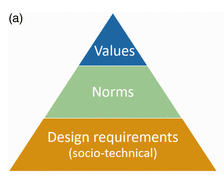 (a)
Values
Norms
Design requirements
(socio-technical)